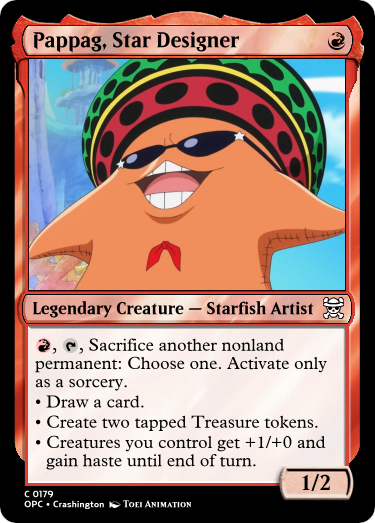 Pappag, Star Designer
Legendary Creature — Starfish Artist
, , Sacrifice another nonland
permanent: Choose one. Activate only
as a sorcery.
• Draw a card.
• Create two tapped Treasure tokens.
• Creatures you control get +1/+0 and
gain haste until end of turn.
1/2
C 0179
OPC • Crashington TOEI ANIMATION